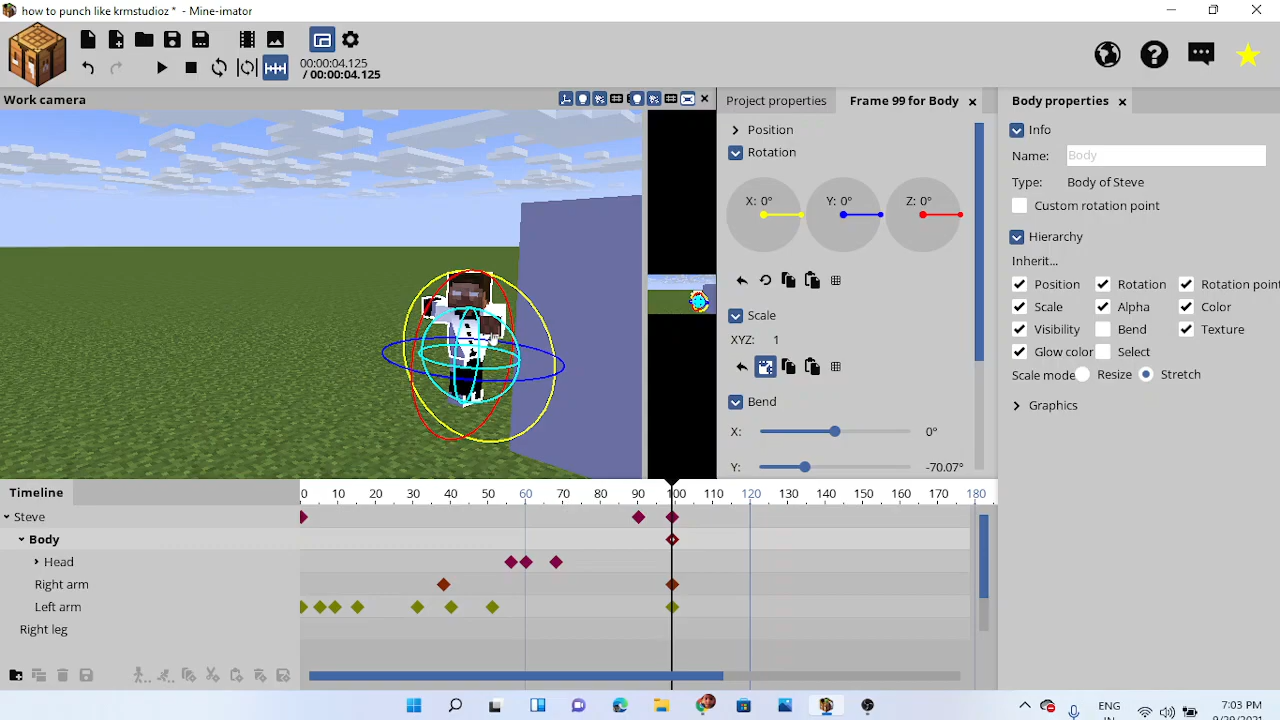 how to punch like krmstudioz * - Mine-imator
00:00:04.125
/ 00:00:04.125
Work camera
Project properties
Frame 99 for Body
Position
Rotation
X: 0°
Y: 0°
Z: 0°
Scale
XYZ: 1
Bend
X: 0°
Y: -70.07°
Body properties
Info
Name: Body
Type: Body of Steve
Custom rotation point
Hierarchy
Inherit...
Position Rotation Rotation point
Scale Alpha Color
Visibility Bend Texture
Glow color Select
Scale mode Resize Stretch
Graphics
Timeline
0 10 20 30 40 50 60 70 80 90 100 110 120 130 140 150 160 170 180
Steve
Body
Head
Right arm
Left arm
Right leg
ENG
IN
7:03 PM